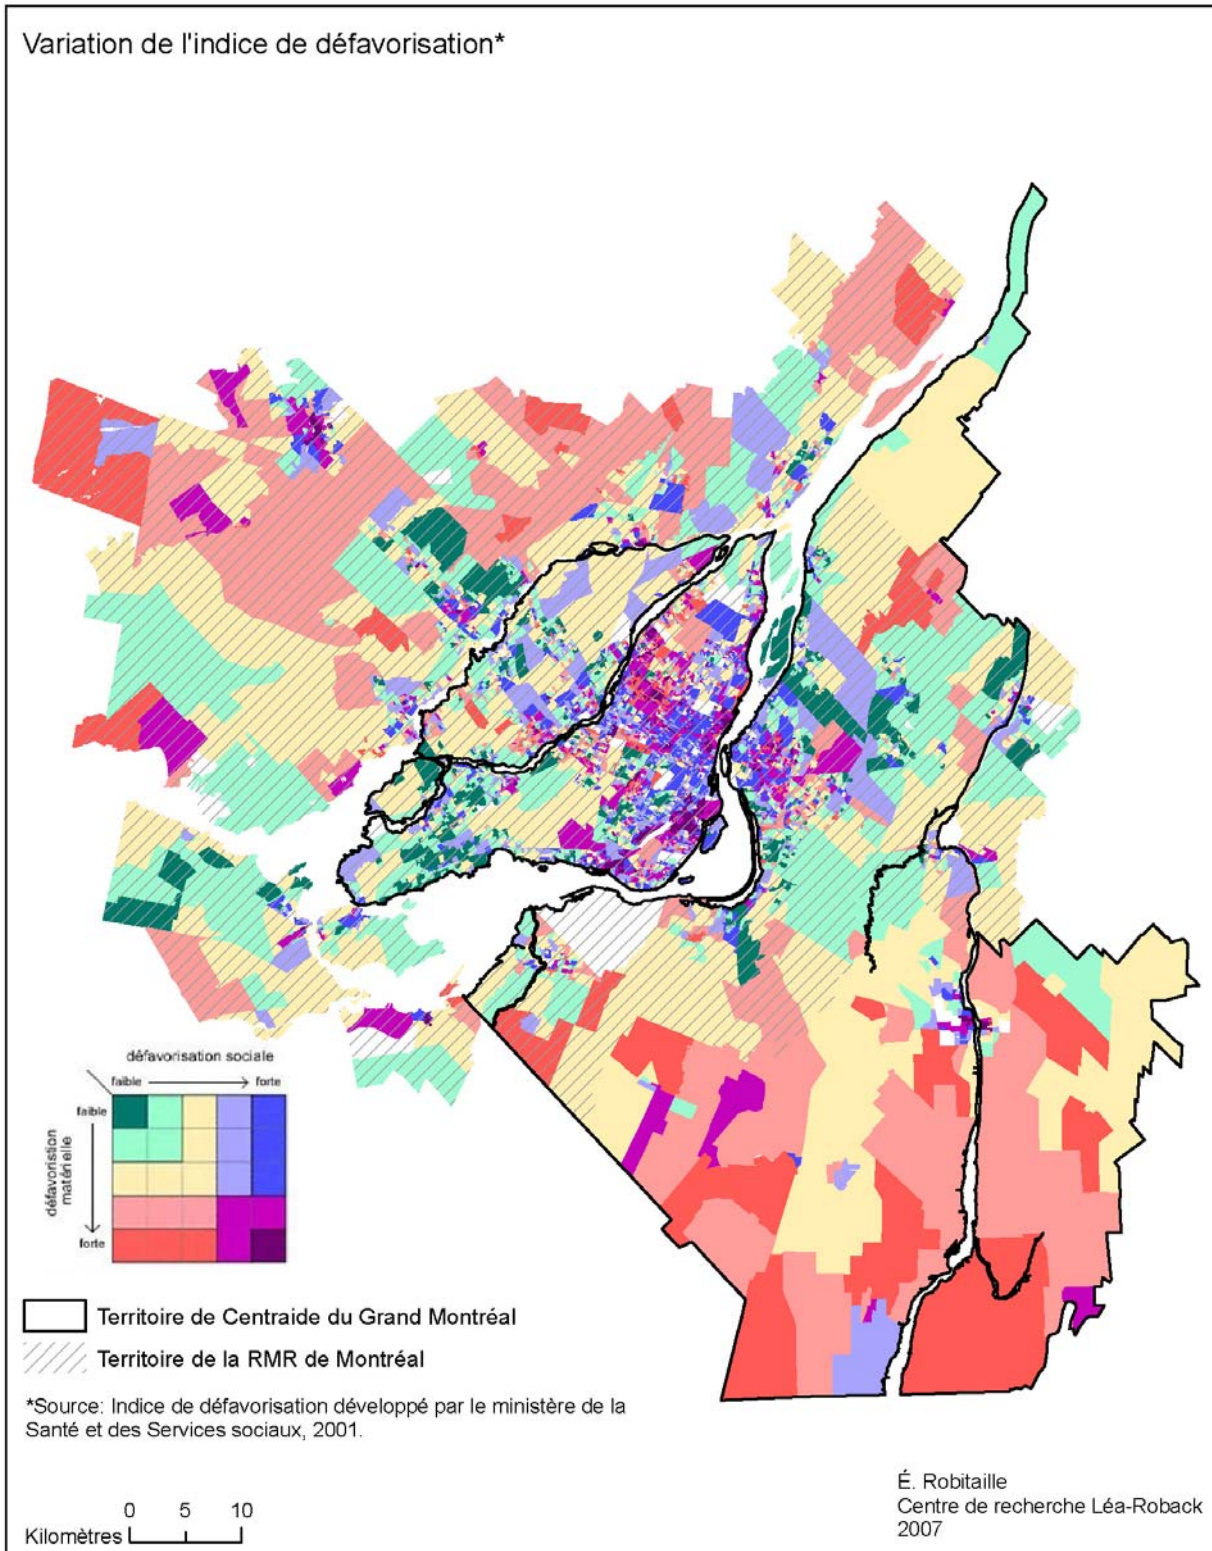 Variation de l'indice de défavorisation*
défavorisation sociale
faible
forte
faible
défavoristion
matérielle
forte
Territoire de Centraide du Grand Montréal
Territoire de la RMR de Montréal
*Source: Indice de défavorisation développé par le ministère de la
Santé et des Services sociaux, 2001.
0 5 10
Kilomètres
É. Robitaille
Centre de recherche Léa-Roback
2007